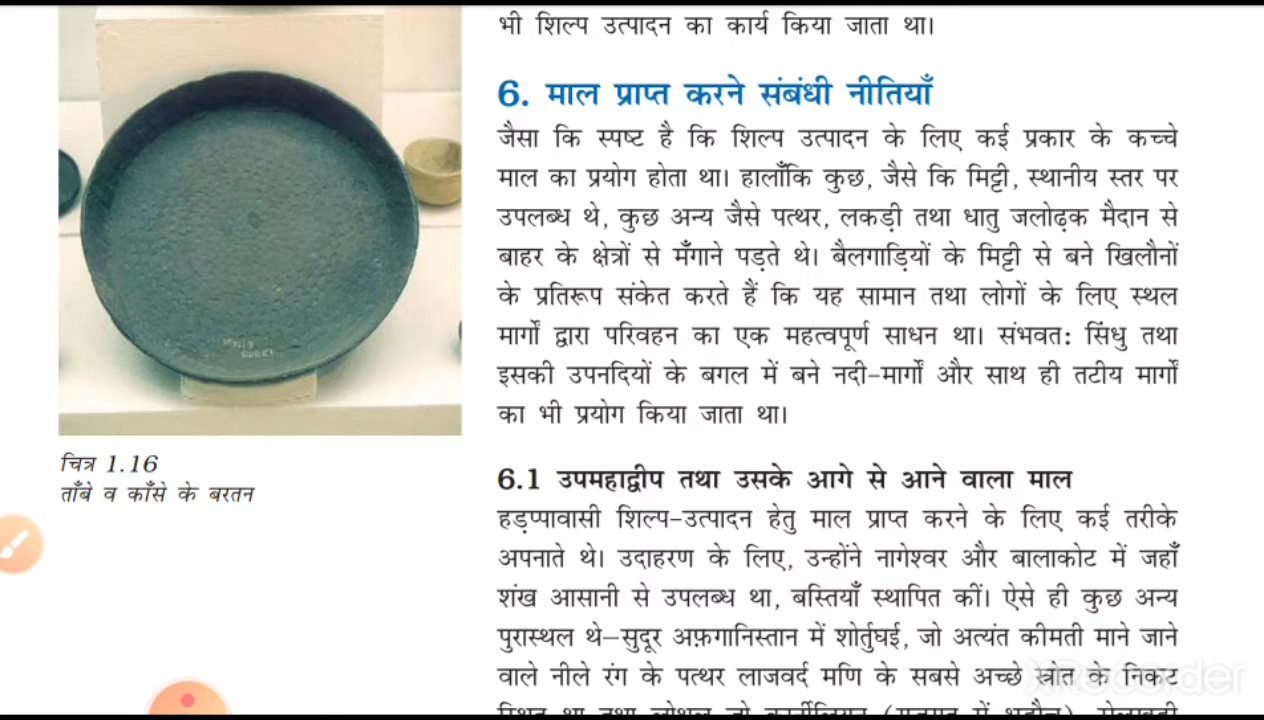 भी शिल्प उत्पादन का कार्य किया जाता था।
6. माल प्राप्त करने संबंधी नीतियाँ
जैसा कि स्पष्ट है कि शिल्प उत्पादन के लिए कई प्रकार के कच्चे
माल का प्रयोग होता था। हालाँकि कुछ, जैसे कि मिट्टी, स्थानीय स्तर पर
उपलब्ध थे, कुछ अन्य जैसे पत्थर, लकड़ी तथा धातु जलोढ़क मैदान से
बाहर के क्षेत्रों से मँगाने पड़ते थे। बैलगाड़ियों के मिट्टी से बने खिलौनों
के प्रतिरूप संकेत करते हैं कि यह सामान तथा लोगों के लिए स्थल
मार्गों द्वारा परिवहन का एक महत्वपूर्ण साधन था। संभवत: सिंधु तथा
इसकी उपनदियों के बगल में बने नदी-मार्गों और साथ ही तटीय मार्गों
का भी प्रयोग किया जाता था।
चित्र 1.16
ताँबे व काँसे के बरतन
6.1 उपमहाद्वीप तथा उसके आगे से आने वाला माल
हड़प्पावासी शिल्प-उत्पादन हेतु माल प्राप्त करने के लिए कई तरीके
अपनाते थे। उदाहरण के लिए, उन्होंने नागेश्वर और बालाकोट में जहाँ
शंख आसानी से उपलब्ध था, बस्तियाँ स्थापित कीं। ऐसे ही कुछ अन्य
पुरास्थल थे—सुदूर अफ़गानिस्तान में शोर्तुघई, जो अत्यंत कीमती माने जाने
वाले नीले रंग के पत्थर लाजवर्द मणि के सबसे अच्छे स्रोत के निकट
XRecorder